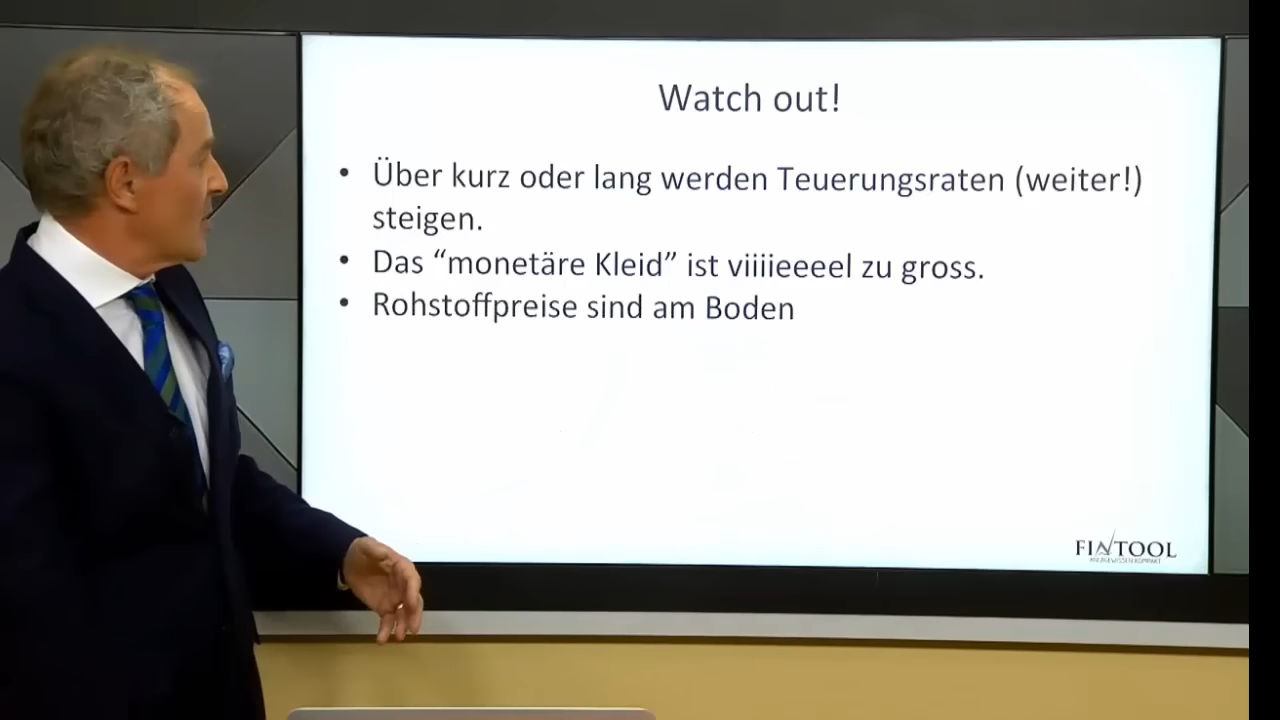 Watch out!
• Über kurz oder lang werden Teuerungsraten (weiter!)
steigen.
• Das “monetäre Kleid” ist viiiieeeel zu gross.
• Rohstoffpreise sind am Boden
FINTOOL